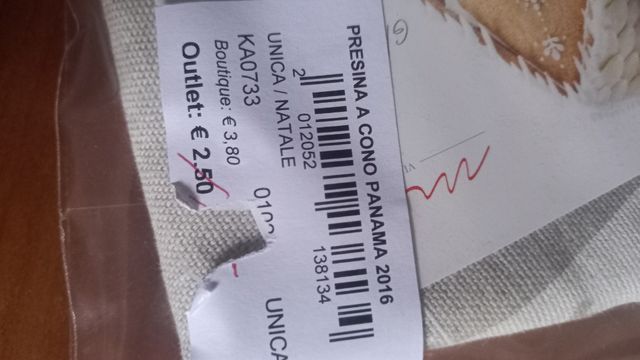 PRESINA A CONO PANAMA 2016
2 012052 138134
UNICA / NATALE UNICA
KA0733
Boutique: € 3,80
Outlet: € 2,50